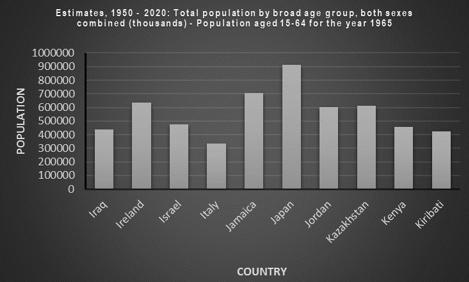 Estimates, 1950 - 2020: Total population by broad age group, both sexes
combined (thousands) - Population aged 15-64 for the year 1965
POPULATION
1000000
900000
800000
700000
600000
500000
400000
300000
200000
100000
0
Iraq
Ireland
Israel
Italy
Jamaica
Japan
Jordan
Kazakhstan
Kenya
Kiribati
COUNTRY